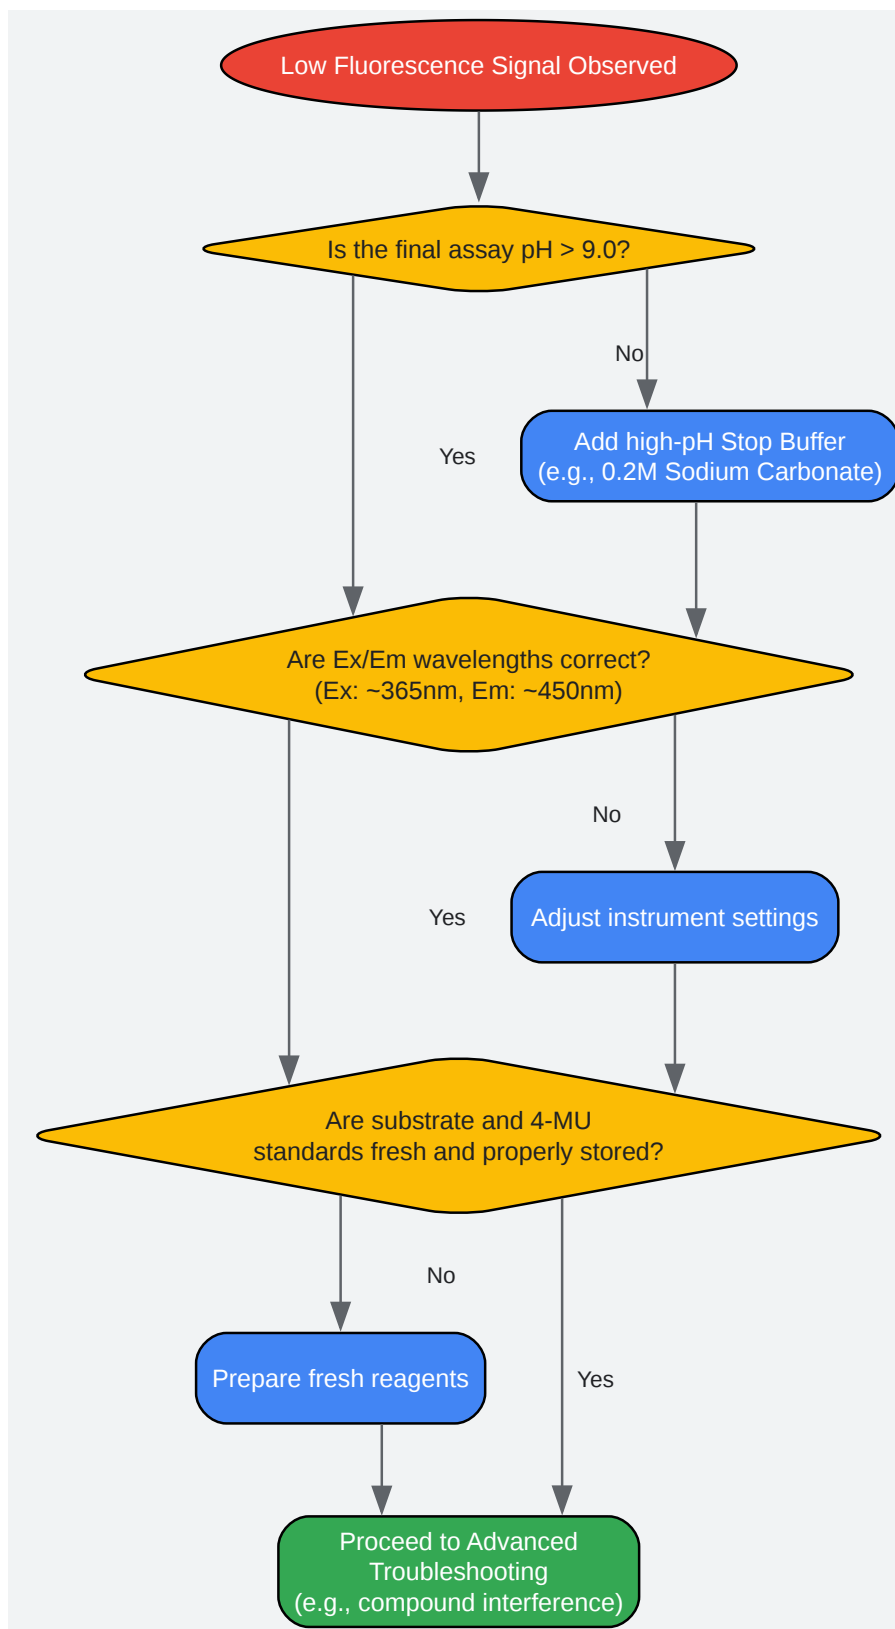 Low Fluorescence Signal Observed
Is the final assay pH > 9.0?
No
Add high-pH Stop Buffer
(e.g., 0.2M Sodium Carbonate)
Yes
Are Ex/Em wavelengths correct?
(Ex: ~365nm, Em: ~450nm)
No
Yes
Adjust instrument settings
Are substrate and 4-MU
standards fresh and properly stored?
No
Prepare fresh reagents
Yes
Proceed to Advanced
Troubleshooting
(e.g., compound interference)